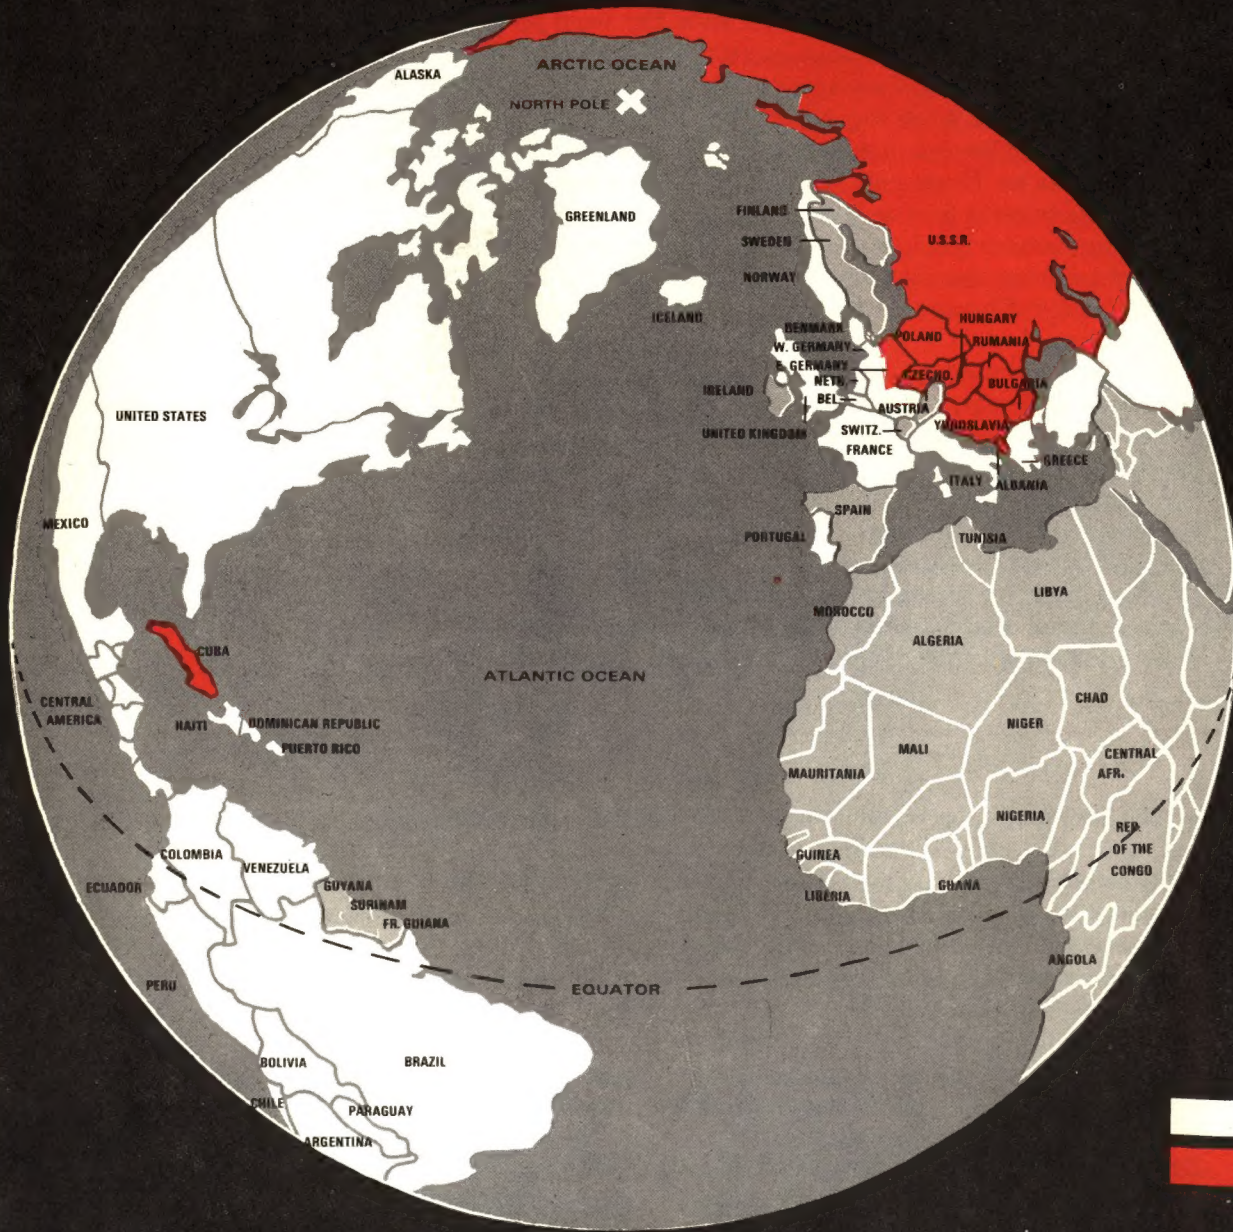 ARCTIC OCEAN
ALASKA
NORTH POLE
GREENLAND
FINLAND
SWEDEN
U.S.S.R.
NORWAY
ICELAND
HUNGARY
DENMARK
POLAND
RUMANIA
W. GERMANY
E. GERMANY
CZECHO.
NETH.
BULGARIA
IRELAND
BEL.
AUSTRIA
UNITED STATES
YUGOSLAVIA
UNITED KINGDOM
SWITZ.
FRANCE
GREECE
ITALY
ALBANIA
SPAIN
MEXICO
PORTUGAL
TUNISIA
LIBYA
MOROCCO
ALGERIA
CUBA
ATLANTIC OCEAN
CENTRAL
AMERICA
CHAD
HAITI
DOMINICAN REPUBLIC
NIGER
PUERTO RICO
MALI
CENTRAL
AFR.
MAURITANIA
NIGERIA
REP.
OF THE
CONGO
COLOMBIA
VENEZUELA
GUINEA
ECUADOR
GUYANA
GHANA
SURINAM
LIBERIA
FR. GUIANA
ANGOLA
PERU
EQUATOR
BOLIVIA
BRAZIL
CHILE
PARAGUAY
ARGENTINA